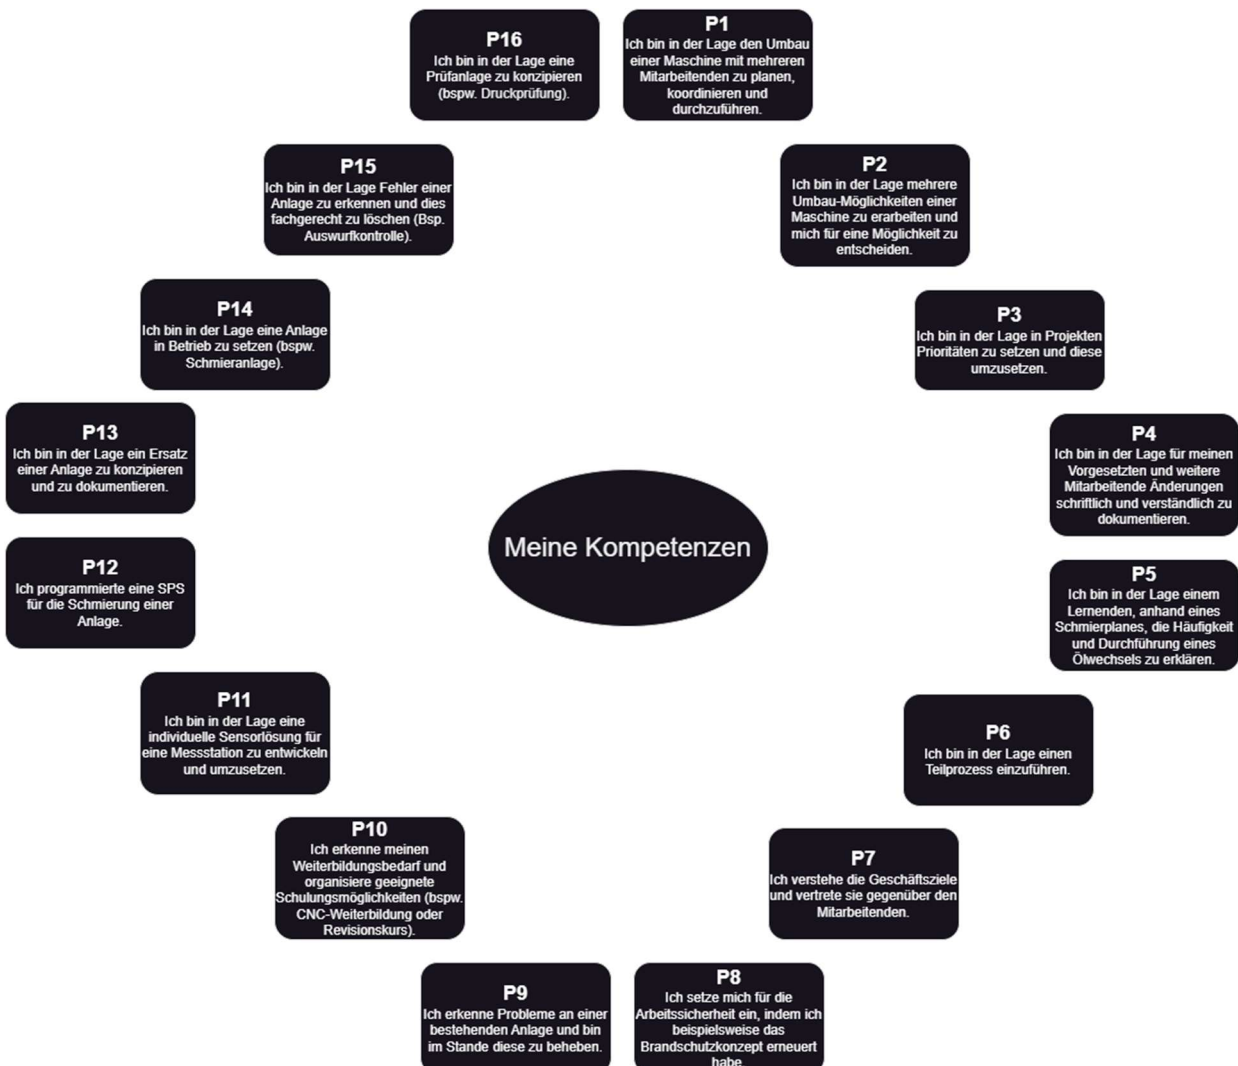 P16
Ich bin in der Lage eine
Prüfanlage zu konzipieren
(bspw. Druckprüfung).
P1
Ich bin in der Lage den Umbau
einer Maschine mit mehreren
Mitarbeitenden zu planen,
koordinieren und
durchzuführen.
P15
Ich bin in der Lage Fehler einer
Anlage zu erkennen und dies
fachgerecht zu löschen (Bsp.
Auswurfkontrolle).
P2
Ich bin in der Lage mehrere
Umbau-Möglichkeiten einer
Maschine zu erarbeiten und
mich für eine Möglichkeit zu
entscheiden.
P14
Ich bin in der Lage eine Anlage
in Betrieb zu setzen (bspw.
Schmieranlage).
P3
Ich bin in der Lage in Projekten
Prioritäten zu setzen und diese
umzusetzen.
P13
Ich bin in der Lage ein Ersatz
einer Anlage zu konzipieren
und zu dokumentieren.
P4
Ich bin in der Lage für meinen
Vorgesetzten und weitere
Mitarbeitende Änderungen
schriftlich und verständlich zu
dokumentieren.
Meine Kompetenzen
P12
Ich programmierte eine SPS
für die Schmierung einer
Anlage.
P5
Ich bin in der Lage einem
Lernenden, anhand eines
Schmierplanes, die Häufigkeit
und Durchführung eines
Ölwechsels zu erklären.
P11
Ich bin in der Lage eine
individuelle Sensorlösung für
eine Messstation zu entwickeln
und umzusetzen.
P6
Ich bin in der Lage einen
Teilprozess einzuführen.
P10
Ich erkenne meinen
Weiterbildungsbedarf und
organisiere geeignete
Schulungsmöglichkeiten (bspw.
CNC-Weiterbildung oder
Revisionskurs).
P7
Ich verstehe die Geschäftsziele
und vertrete sie gegenüber den
Mitarbeitenden.
P9
Ich erkenne Probleme an einer
bestehenden Anlage und bin
im Stande diese zu beheben.
P8
Ich setze mich für die
Arbeitssicherheit ein, indem ich
beispielsweise das
Brandschutzkonzept erneuert
habe.